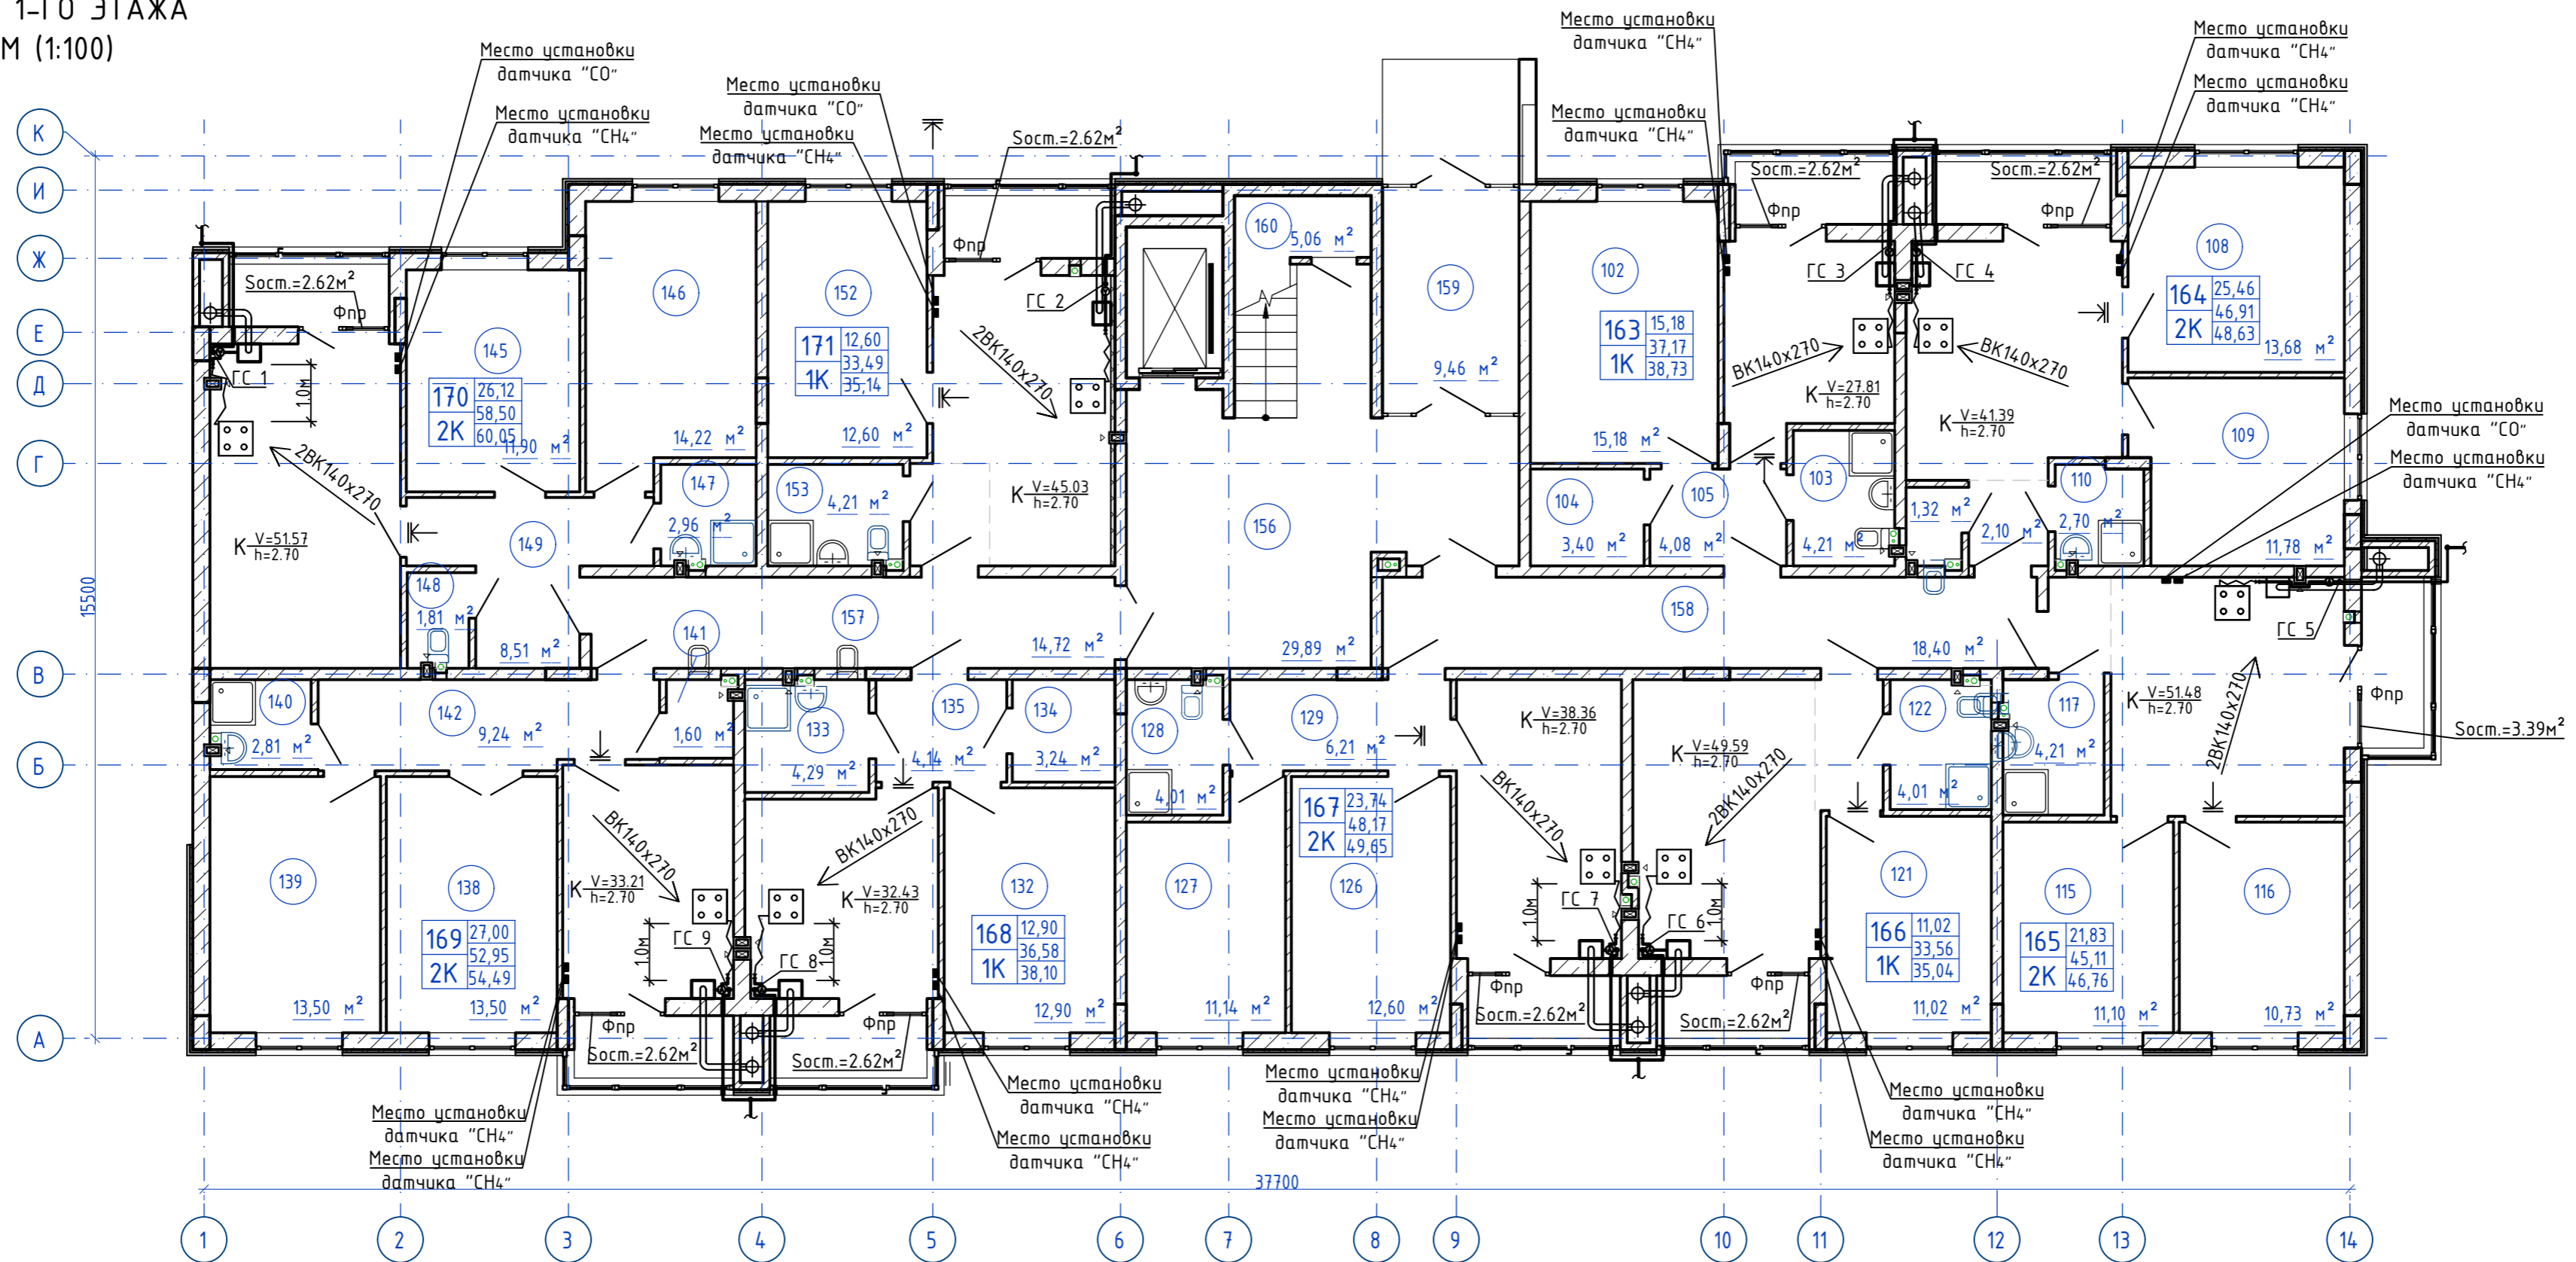 1-ГО ЭТАЖА
М (1:100)
Место установки
датчика "СО"
Место установки
датчика "СН4"
Место установки
датчика "СО"
Место установки
датчика "СН4"
Sост.=2.62м²
Место установки
датчика "СН4"
Место установки
датчика "СН4"
Место установки
датчика "СН4"
Место установки
датчика "СН4"
К
И
Ж
Е
Д
Г
В
Б
А
15500
Sост.=2.62м²
Фпр
ГС 1
1.0м
2ВК140х270
К V=51.57
h=2.70
145
170
2К
26,12
58,50
60,05
11,90 м²
146
14,22 м²
147
2,96 м²
148
1,81 м²
149
8,51 м²
152
171
1К
12,60
33,49
35,14
12,60 м²
153
4,21 м²
Фпр
ГС 2
2ВК140х270
К V=45.03
h=2.70
160
5,06 м²
159
9,46 м²
156
29,89 м²
157
14,72 м²
158
18,40 м²
102
163
1К
15,18
37,17
38,73
15,18 м²
104
3,40 м²
105
4,08 м²
103
4,21 м²
Sост.=2.62м²
Фпр
ГС 3
ВК140х270
К V=27.81
h=2.70
Sост.=2.62м²
Фпр
ГС 4
ВК140х270
К V=41.39
h=2.70
108
164
2К
25,46
46,91
48,63
13,68 м²
109
11,78 м²
110
2,70 м²
1,32 м²
2,10 м²
Место установки
датчика "СО"
Место установки
датчика "СН4"
ГС 5
Фпр
Sост.=3.39м²
2ВК140х270
К V=51.48
h=2.70
140
2,81 м²
142
9,24 м²
141
1,60 м²
133
4,29 м²
135
4,14 м²
134
3,24 м²
128
4,01 м²
129
6,21 м²
139
13,50 м²
138
169
2К
27,00
52,95
54,49
13,50 м²
ВК140х270
К V=33.21
h=2.70
1.0м
ГС 9
Фпр
Sост.=2.62м²
ВК140х270
К V=32.43
h=2.70
1.0м
ГС 8
Фпр
Sост.=2.62м²
132
168
1К
12,90
36,58
38,10
12,90 м²
127
11,14 м²
167
2К
23,74
48,17
49,65
126
12,60 м²
К V=38.36
h=2.70
ВК140х270
1.0м
ГС 7
Фпр
Sост.=2.62м²
К V=49.59
h=2.70
2ВК140х270
1.0м
ГС 6
Фпр
Sост.=2.62м²
122
4,01 м²
117
4,21 м²
121
166
1К
11,02
33,56
35,04
11,02 м²
115
165
2К
21,83
45,11
46,76
11,10 м²
116
10,73 м²
Место установки
датчика "СН4"
Место установки
датчика "СН4"
Место установки
датчика "СН4"
Место установки
датчика "СН4"
Место установки
датчика "СН4"
Место установки
датчика "СН4"
Место установки
датчика "СН4"
Место установки
датчика "СН4"
37700
1
2
3
4
5
6
7
8
9
10
11
12
13
14